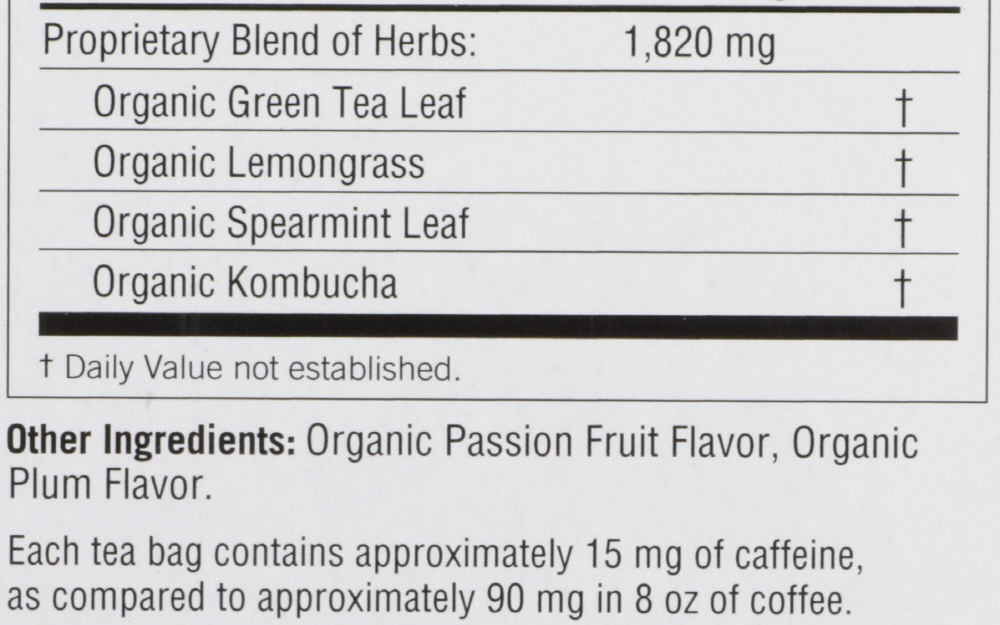 Proprietary Blend of Herbs: 1,820 mg
Organic Green Tea Leaf †
Organic Lemongrass †
Organic Spearmint Leaf †
Organic Kombucha †
† Daily Value not established.
Other Ingredients: Organic Passion Fruit Flavor, Organic
Plum Flavor.
Each tea bag contains approximately 15 mg of caffeine,
as compared to approximately 90 mg in 8 oz of coffee.